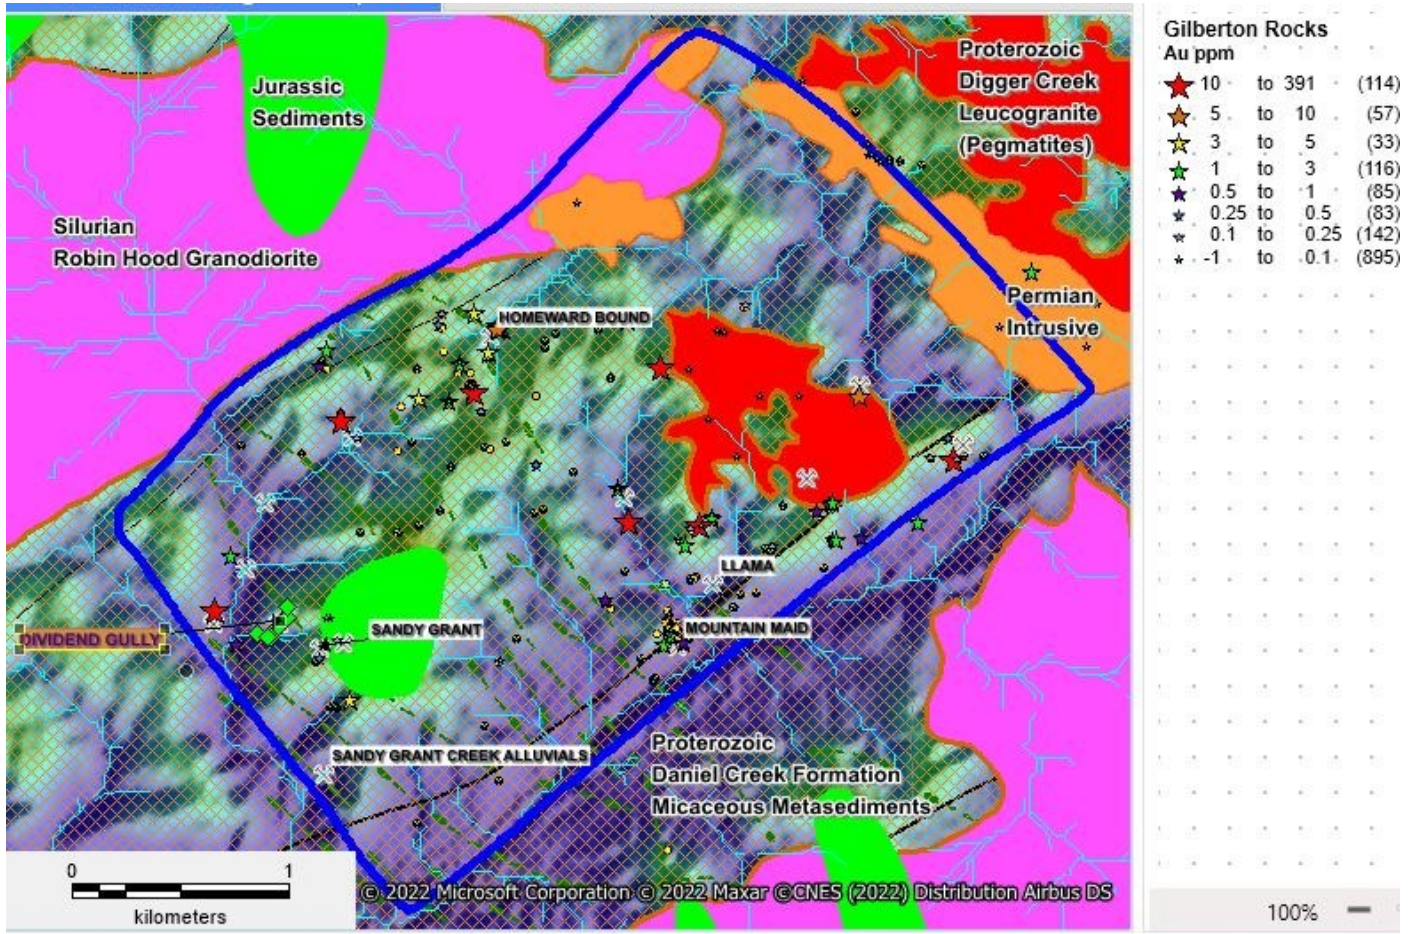 Jurassic
Sediments
Proterozoic
Digger Creek
Leucogranite
(Pegmatites)
Silurian
Robin Hood Granodiorite
Permian
Intrusive
HOMEWARD BOUND
LLAMA
DIVIDEND GULLY
SANDY GRANT
MOUNTAIN MAID
SANDY GRANT CREEK ALLUVIALS
Proterozoic
Daniel Creek Formation
Micaceous Metasediments
0 1
kilometers
© 2022 Microsoft Corporation © 2022 Maxar ©CNES (2022) Distribution Airbus DS
Gilberton Rocks
Au ppm
10 to 391 (114)
5 to 10 (57)
3 to 5 (33)
1 to 3 (116)
0.5 to 1 (85)
0.25 to 0.5 (83)
0.1 to 0.25 (142)
-1 to 0.1 (895)
100%